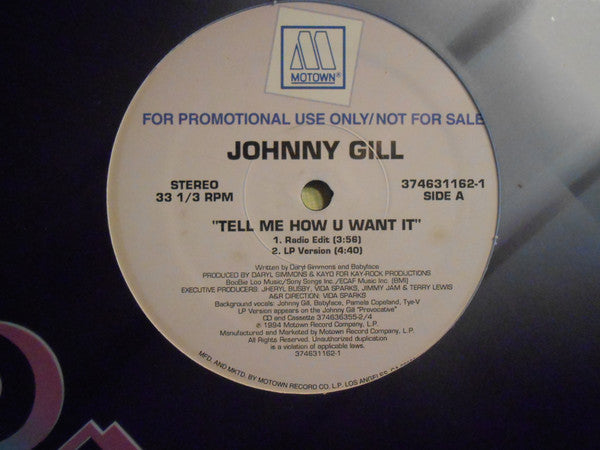 MOTOWN®
FOR PROMOTIONAL USE ONLY/NOT FOR SALE
JOHNNY GILL
STEREO
33 1/3 RPM
374631162-1
SIDE A
"TELL ME HOW U WANT IT"
1. Radio Edit (3:56)
2. LP Version (4:40)
Written by Daryl Simmons and Babyface
PRODUCED BY DARYL SIMMONS & KAYO FOR KAY-ROCK PRODUCTIONS
BooBie Loo Music/Sony Songs Inc./ECAF Music Inc. (BMI)
EXECUTIVE PRODUCERS: JHERYL BUSBY, VIDA SPARKS, JIMMY JAM & TERRY LEWIS
A&R DIRECTION: VIDA SPARKS
Background vocals: Johnny Gill, Babyface, Pamela Copeland, Tye-V
LP Version appears on the Johnny Gill "Provocative"
CD and Cassette 374636355-2/4
℗ 1994 Motown Record Company, L.P.
Manufactured and Marketed by Motown Record Company, L.P.
All Rights Reserved. Unauthorized duplication
is a violation of applicable laws.
374631162-1
MFD. AND MKTD. BY MOTOWN RECORD CO. L.P. LOS ANGELES,